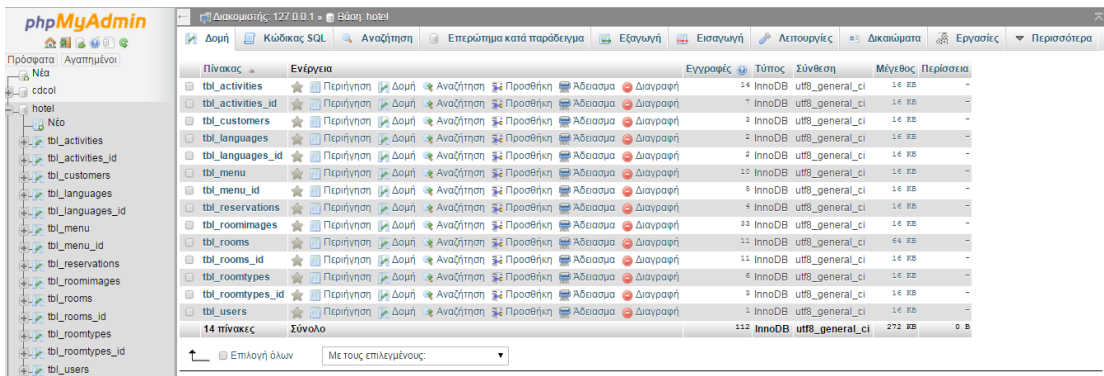 phpMyAdmin
Πρόσφατα Αγαπημένοι
Νέα
cdcol
hotel
Νέο
tbl_activities
tbl_activities_id
tbl_customers
tbl_languages
tbl_languages_id
tbl_menu
tbl_menu_id
tbl_reservations
tbl_roomimages
tbl_rooms
tbl_rooms_id
tbl_roomtypes
tbl_roomtypes_id
tbl_users
Διακομιστής: 127.0.0.1 » Βάση: hotel
Δομή Κώδικας SQL Αναζήτηση Επερώτημα κατά παράδειγμα Εξαγωγή Εισαγωγή Λειτουργίες Δικαιώματα Εργασίες Περισσότερα
Πίνακας Ενέργεια Εγγραφές Τύπος Σύνθεση Μέγεθος Περίσσεια
tbl_activities Περιήγηση Δομή Αναζήτηση Προσθήκη Άδειασμα Διαγραφή 14 InnoDB utf8_general_ci 16 KB -
tbl_activities_id Περιήγηση Δομή Αναζήτηση Προσθήκη Άδειασμα Διαγραφή 7 InnoDB utf8_general_ci 16 KB -
tbl_customers Περιήγηση Δομή Αναζήτηση Προσθήκη Άδειασμα Διαγραφή 3 InnoDB utf8_general_ci 16 KB -
tbl_languages Περιήγηση Δομή Αναζήτηση Προσθήκη Άδειασμα Διαγραφή 2 InnoDB utf8_general_ci 16 KB -
tbl_languages_id Περιήγηση Δομή Αναζήτηση Προσθήκη Άδειασμα Διαγραφή 2 InnoDB utf8_general_ci 16 KB -
tbl_menu Περιήγηση Δομή Αναζήτηση Προσθήκη Άδειασμα Διαγραφή 10 InnoDB utf8_general_ci 16 KB -
tbl_menu_id Περιήγηση Δομή Αναζήτηση Προσθήκη Άδειασμα Διαγραφή 5 InnoDB utf8_general_ci 16 KB -
tbl_reservations Περιήγηση Δομή Αναζήτηση Προσθήκη Άδειασμα Διαγραφή 4 InnoDB utf8_general_ci 16 KB -
tbl_roomimages Περιήγηση Δομή Αναζήτηση Προσθήκη Άδειασμα Διαγραφή 33 InnoDB utf8_general_ci 16 KB -
tbl_rooms Περιήγηση Δομή Αναζήτηση Προσθήκη Άδειασμα Διαγραφή 11 InnoDB utf8_general_ci 64 KB -
tbl_rooms_id Περιήγηση Δομή Αναζήτηση Προσθήκη Άδειασμα Διαγραφή 11 InnoDB utf8_general_ci 16 KB -
tbl_roomtypes Περιήγηση Δομή Αναζήτηση Προσθήκη Άδειασμα Διαγραφή 6 InnoDB utf8_general_ci 16 KB -
tbl_roomtypes_id Περιήγηση Δομή Αναζήτηση Προσθήκη Άδειασμα Διαγραφή 3 InnoDB utf8_general_ci 16 KB -
tbl_users Περιήγηση Δομή Αναζήτηση Προσθήκη Άδειασμα Διαγραφή 1 InnoDB utf8_general_ci 16 KB -
14 πίνακες Σύνολο 112 InnoDB utf8_general_ci 272 KB 0 B
Επιλογή όλων Με τους επιλεγμένους: